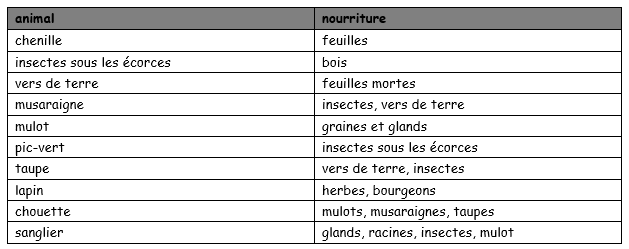 animal nourriture
chenille feuilles
insectes sous les écorces bois
vers de terre feuilles mortes
musaraigne insectes, vers de terre
mulot graines et glands
pic-vert insectes sous les écorces
taupe vers de terre, insectes
lapin herbes, bourgeons
chouette mulots, musaraignes, taupes
sanglier glands, racines, insectes, mulot